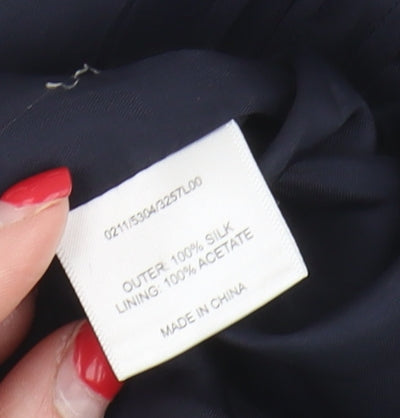 0211/5304/3257L00
OUTER: 100% SILK
LINING: 100% ACETATE
MADE IN CHINA